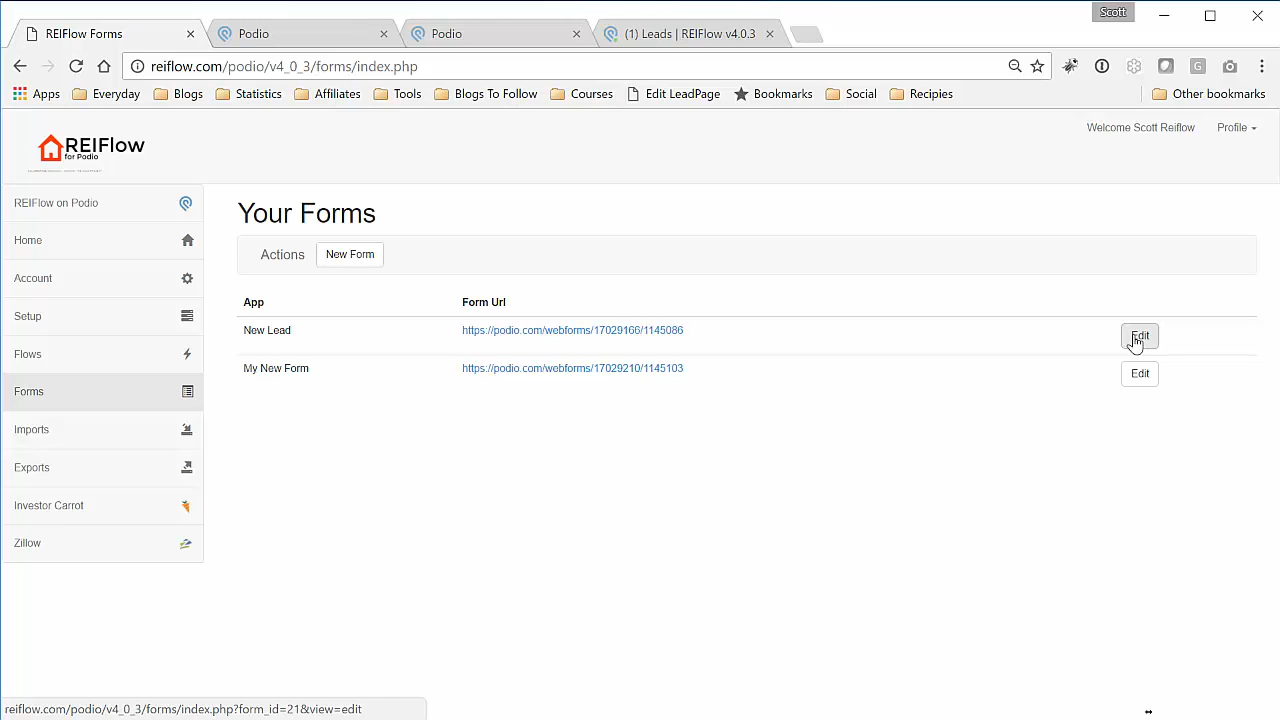 Scott
REIFlow Forms
Podio
Podio
(1) Leads | REIFlow v4.0.3
reiflow.com/podio/v4_0_3/forms/index.php
Apps Everyday Blogs Statistics Affiliates Tools Blogs To Follow Courses Edit LeadPage Bookmarks Social Recipies Other bookmarks
REIFlow
for Podio
Welcome Scott Reiflow Profile
REIFlow on Podio
Home
Account
Setup
Flows
Forms
Imports
Exports
Investor Carrot
Zillow
Your Forms
Actions New Form
App Form Url
New Lead https://podio.com/webforms/17029166/1145086 Edit
My New Form https://podio.com/webforms/17029210/1145103 Edit
reiflow.com/podio/v4_0_3/forms/index.php?form_id=21&view=edit